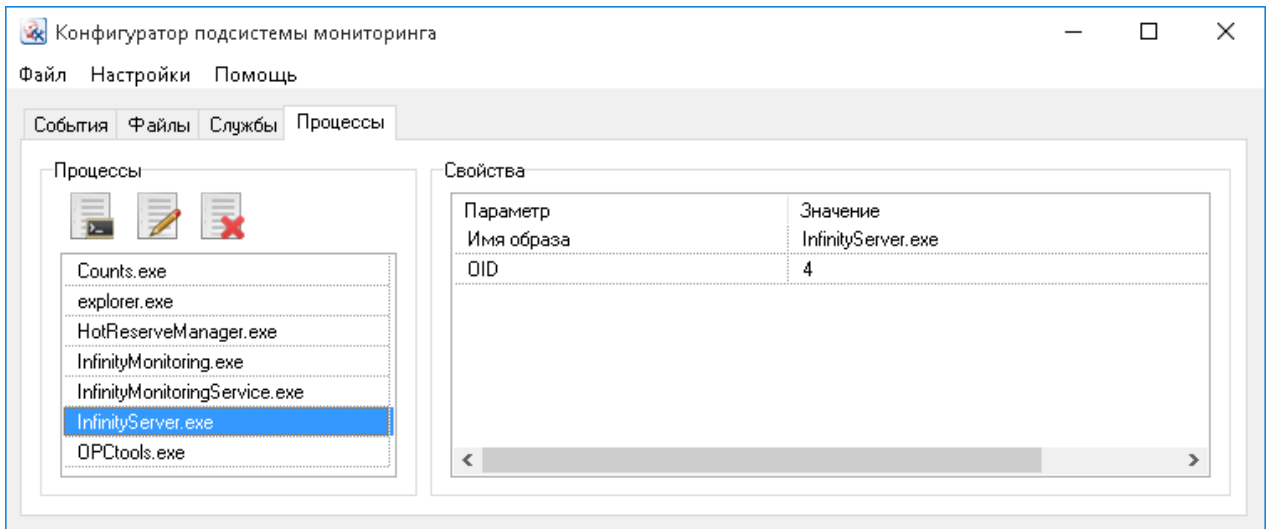 Конфигуратор подсистемы мониторинга
Файл Настройки Помощь
События Файлы Службы Процессы
Процессы
Counts.exe
explorer.exe
HotReserveManager.exe
InfinityMonitoring.exe
InfinityMonitoringService.exe
InfinityServer.exe
OPCtools.exe
Свойства
Параметр Значение
Имя образа InfinityServer.exe
OID 4